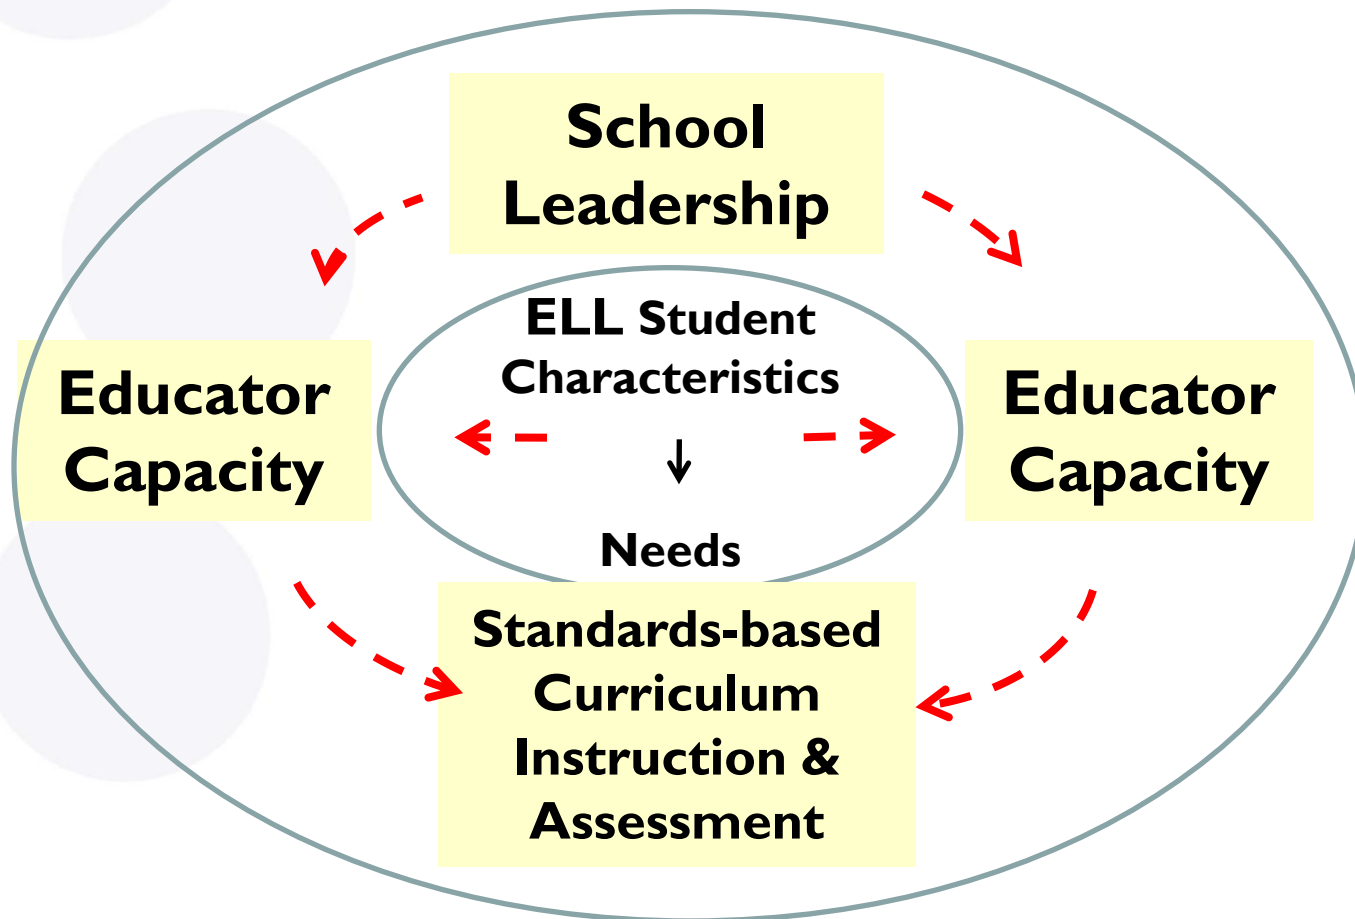 School
Leadership
ELL Student
Characteristics
Educator
Capacity
Educator
Capacity
Needs
Standards-based
Curriculum
Instruction &
Assessment